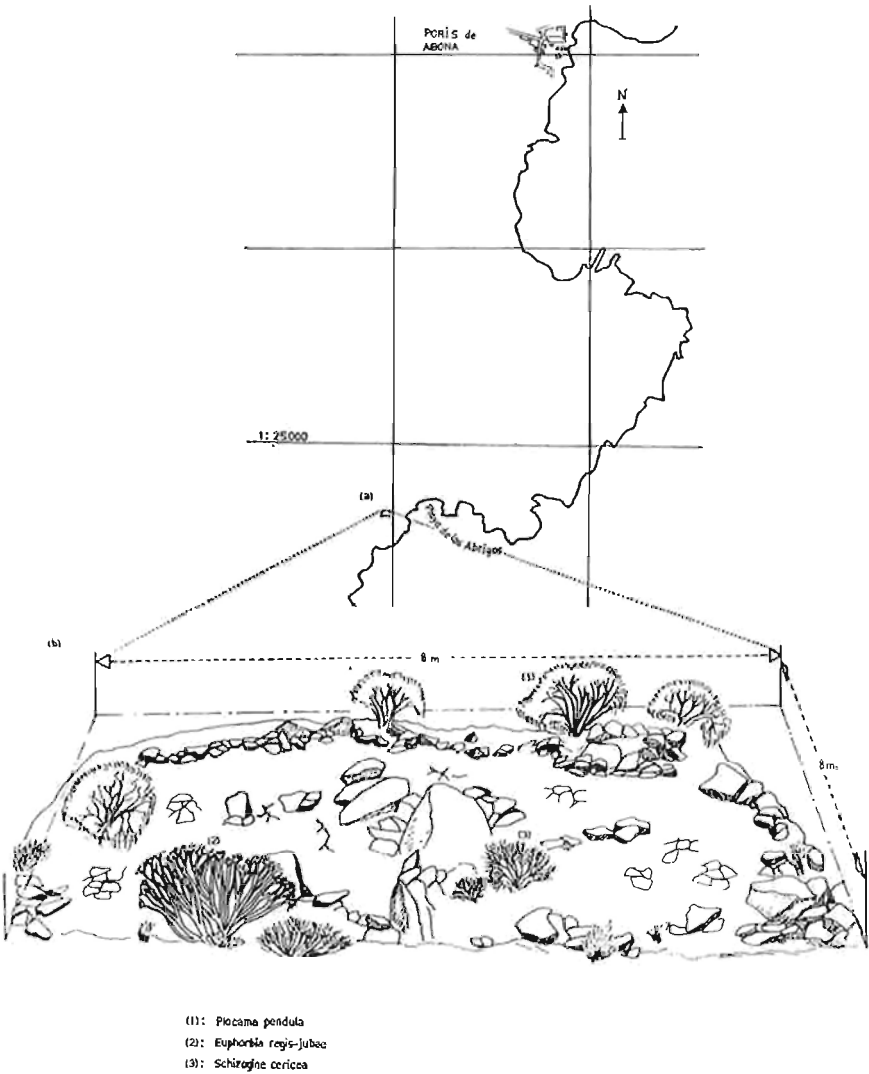 PORIS de
ABONA
N
1: 25000
(a)
Playa de los Abrigos
(b)
8 m
(1)
8 m.
(2)
(3)
(1): Plocama pendula
(2): Euphorbia regis-jubae
(3): Schizogine cericea